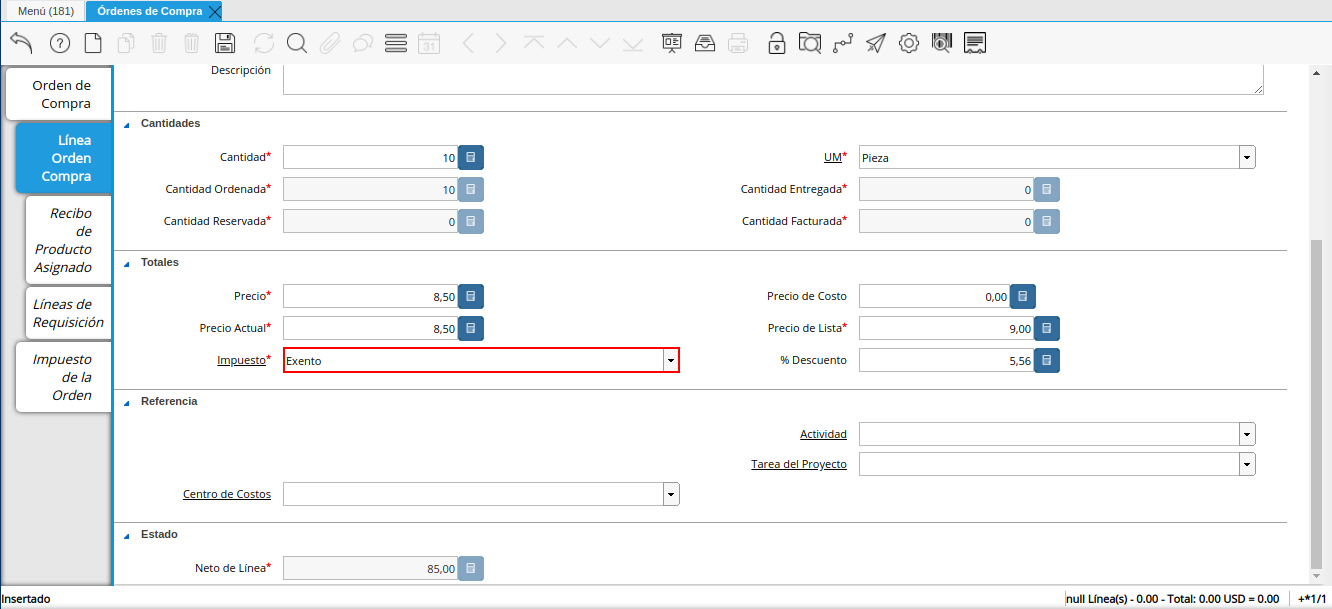 Menú (181)
Órdenes de Compra
31
Orden de
Compra
Línea
Orden
Compra
Recibo
de
Producto
Asignado
Líneas de
Requisición
Impuesto
de la
Orden
Descripción
Cantidades
Cantidad* 10
UM* Pieza
Cantidad Ordenada* 10
Cantidad Entregada* 0
Cantidad Reservada* 0
Cantidad Facturada* 0
Totales
Precio* 8,50
Precio de Costo 0,00
Precio Actual* 8,50
Precio de Lista* 9,00
Impuesto* Exento
% Descuento 5,56
Referencia
Actividad
Tarea del Proyecto
Centro de Costos
Estado
Neto de Línea* 85,00
Insertado
null Línea(s) - 0.00 - Total: 0.00 USD = 0.00
+*1/1